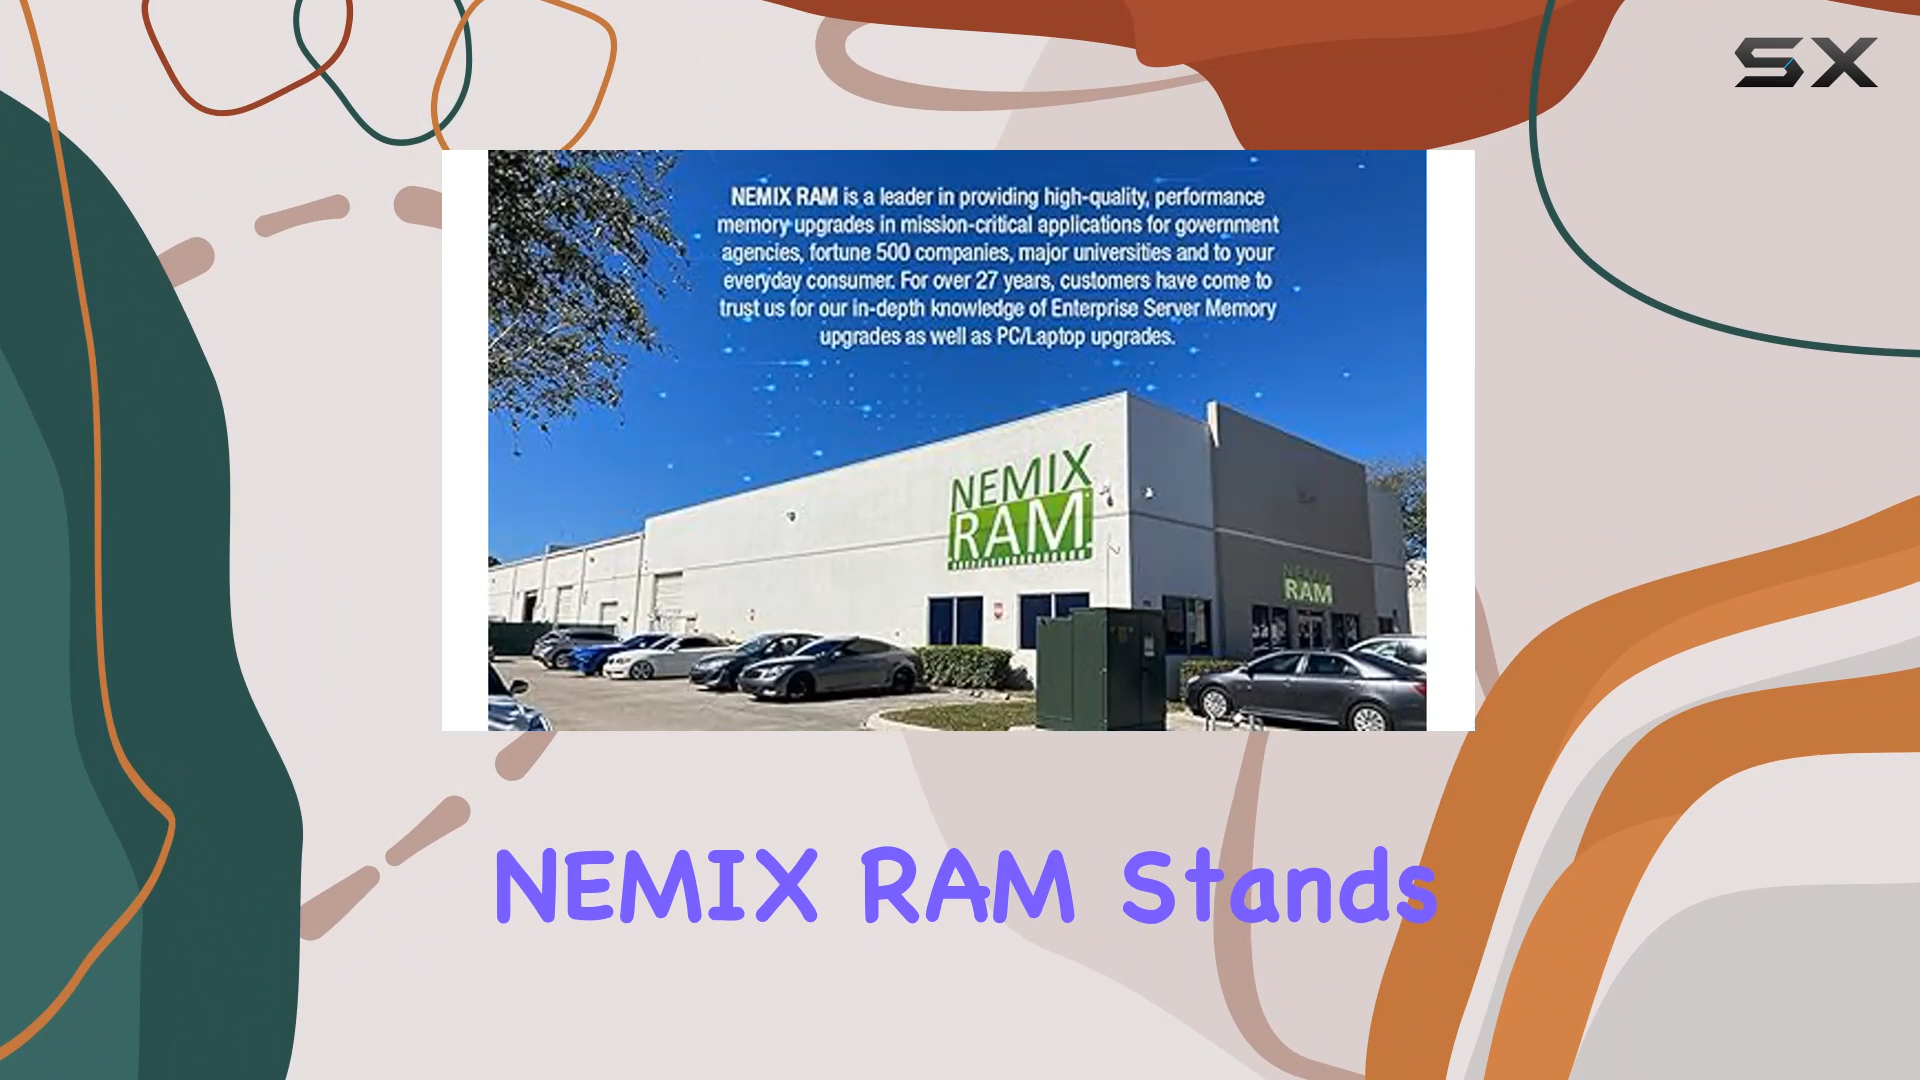 SX
NEMIX RAM is a leader in providing high-quality, performance
memory upgrades in mission-critical applications for government
agencies, fortune 500 companies, major universities and to your
everyday consumer. For over 27 years, customers have come to
trust us for our in-depth knowledge of Enterprise Server Memory
upgrades as well as PC/Laptop upgrades.
NEMIX
RAM
NEMIX
RAM
NEMIX RAM Stands